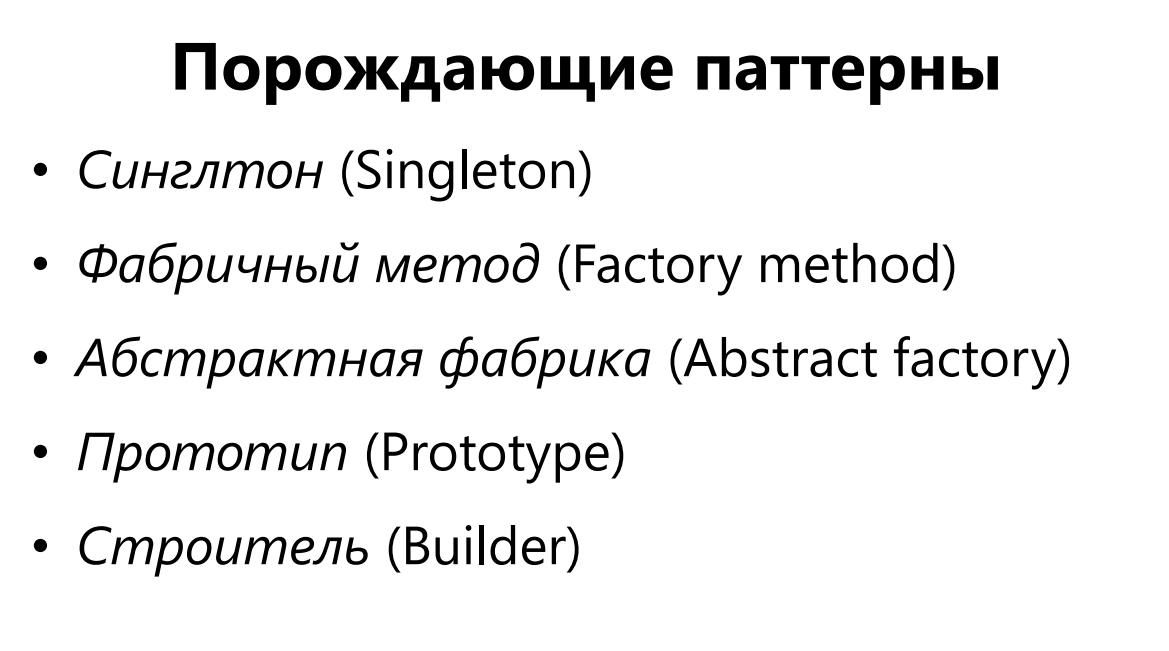 Порождающие паттерны
• Синглтон (Singleton)
• Фабричный метод (Factory method)
• Абстрактная фабрика (Abstract factory)
• Прототип (Prototype)
• Строитель (Builder)